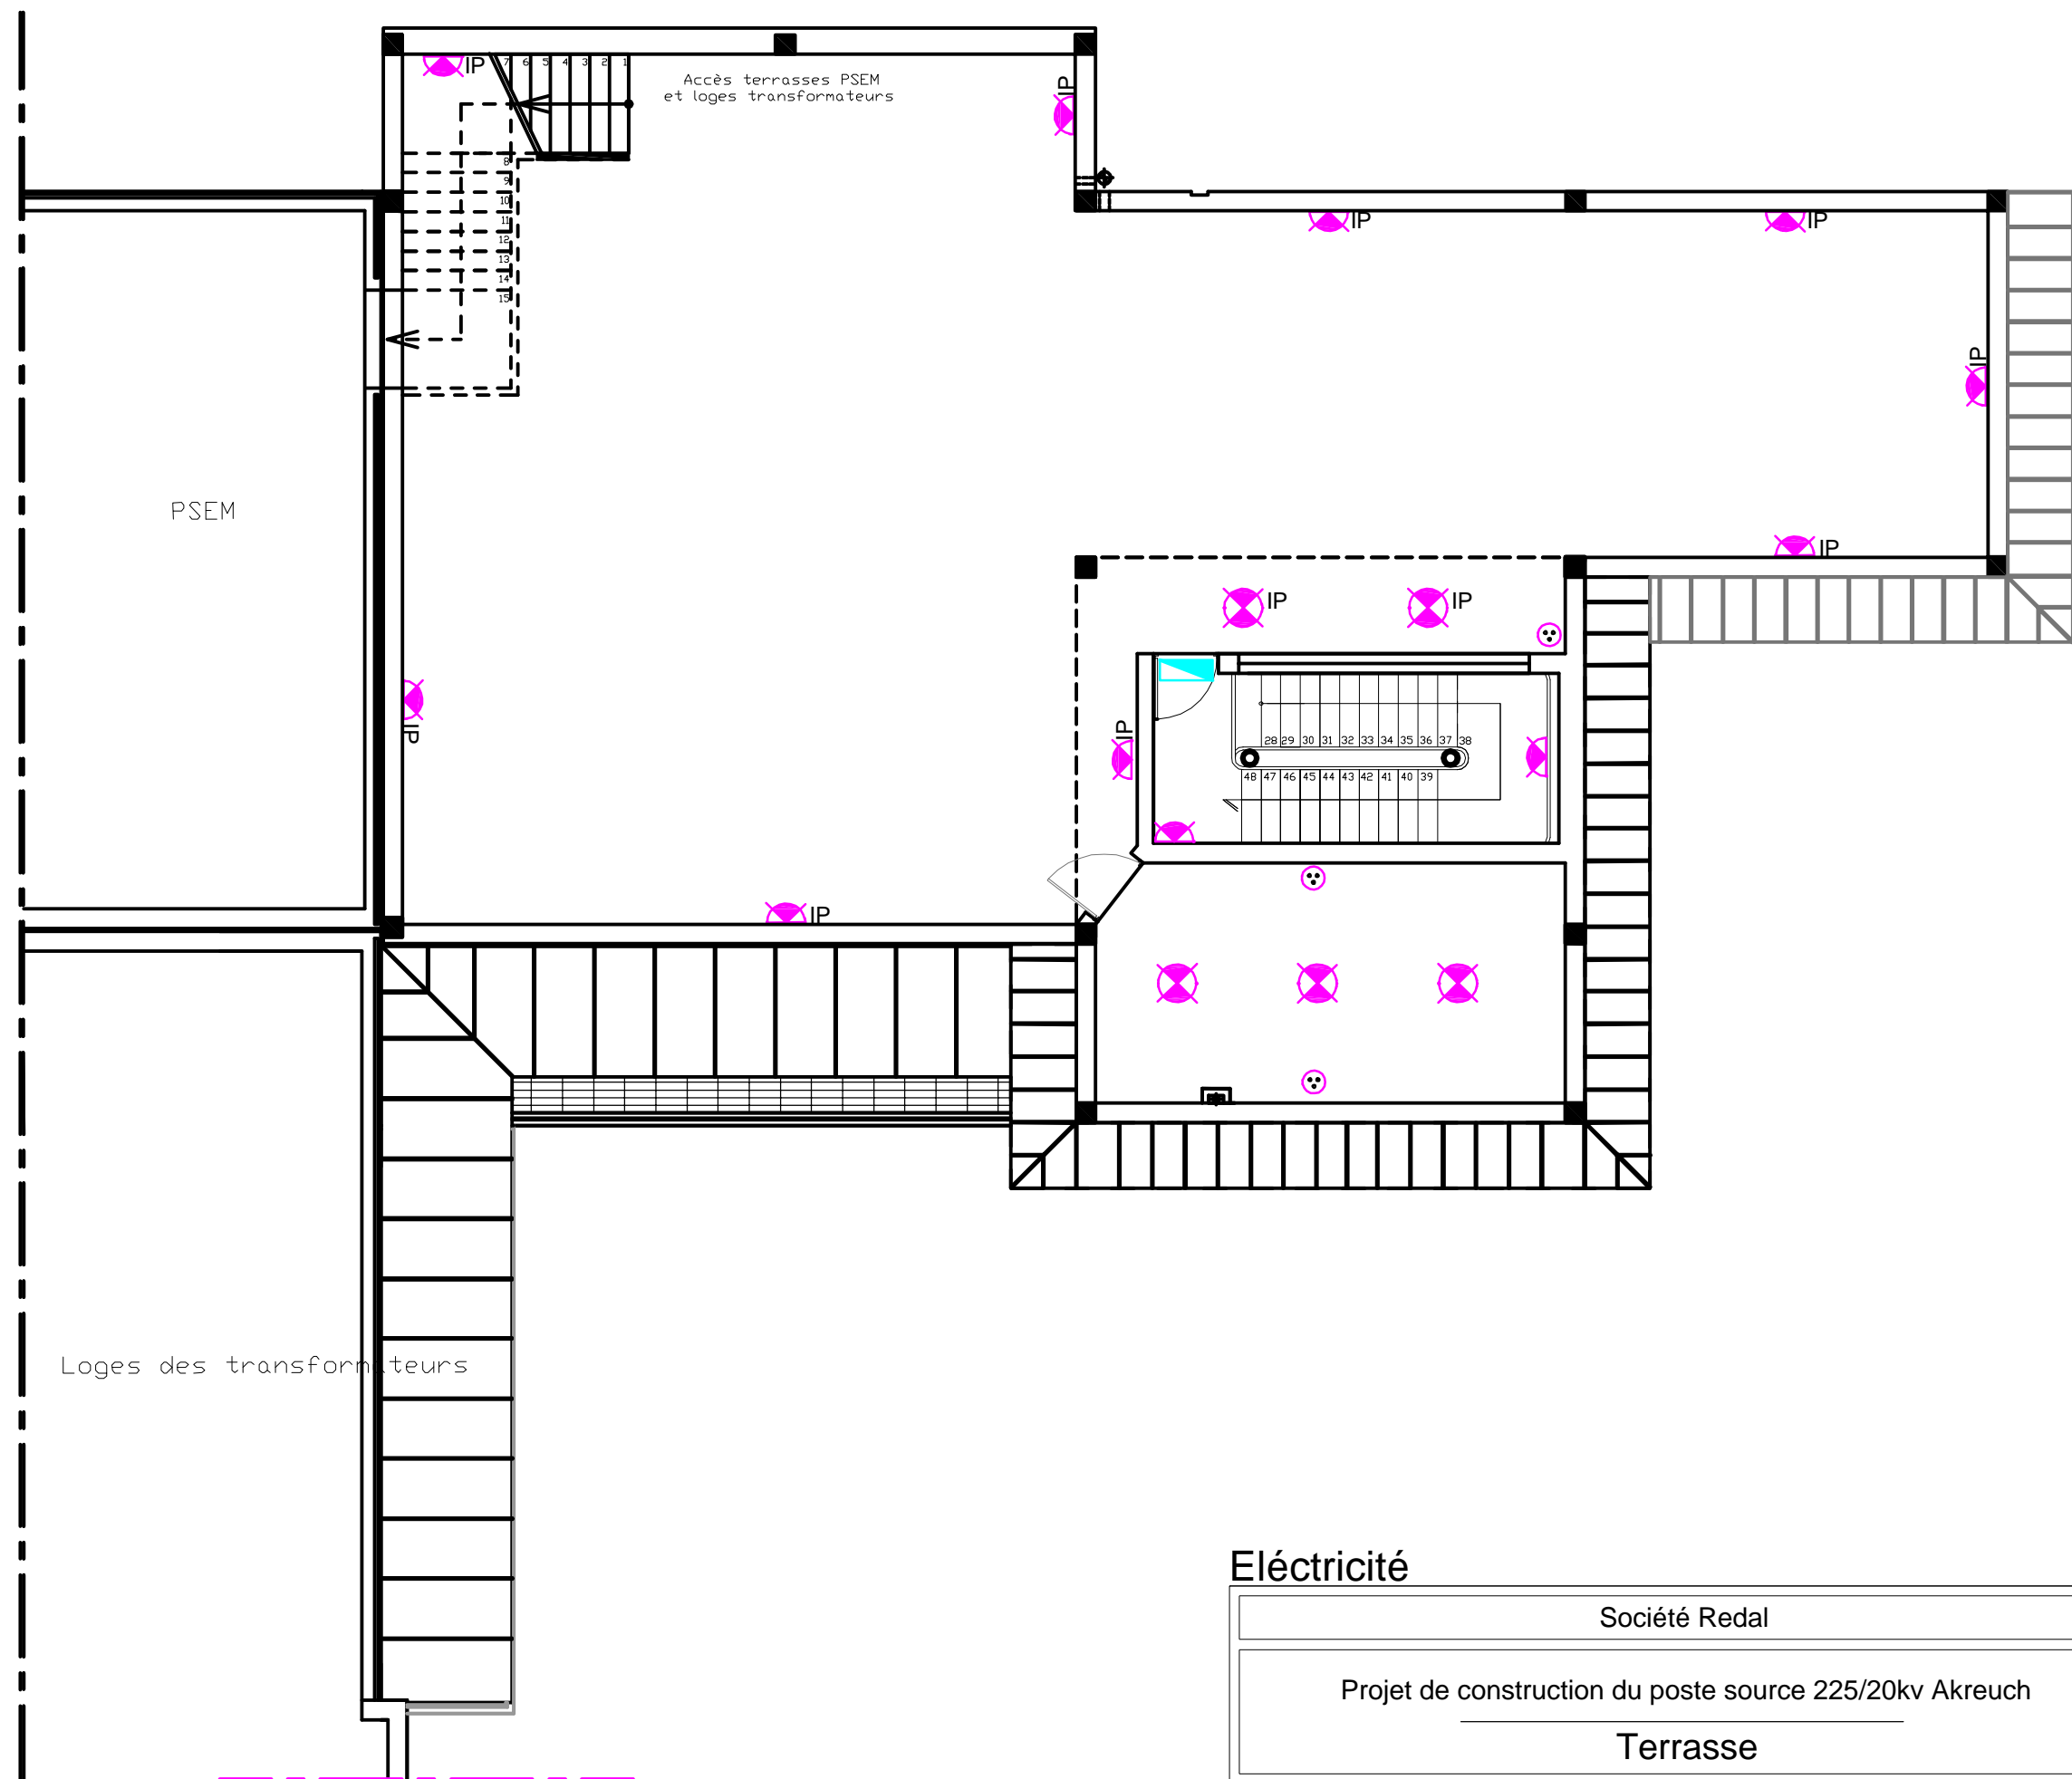 IP
7 6 5 4 3 2 1
Accès terrasses PSEM
et loges transformateurs
IP
8
9
10
11
12
13
14
15
IP
IP
IP
PSEM
IP
IP
IP
IP
IP
28 29 30 31 32 33 34 35 36 37 38
48 47 46 45 44 43 42 41 40 39
IP
Loges des transformateurs
Eléctricité
Société Redal
Projet de construction du poste source 225/20kv Akreuch
Terrasse